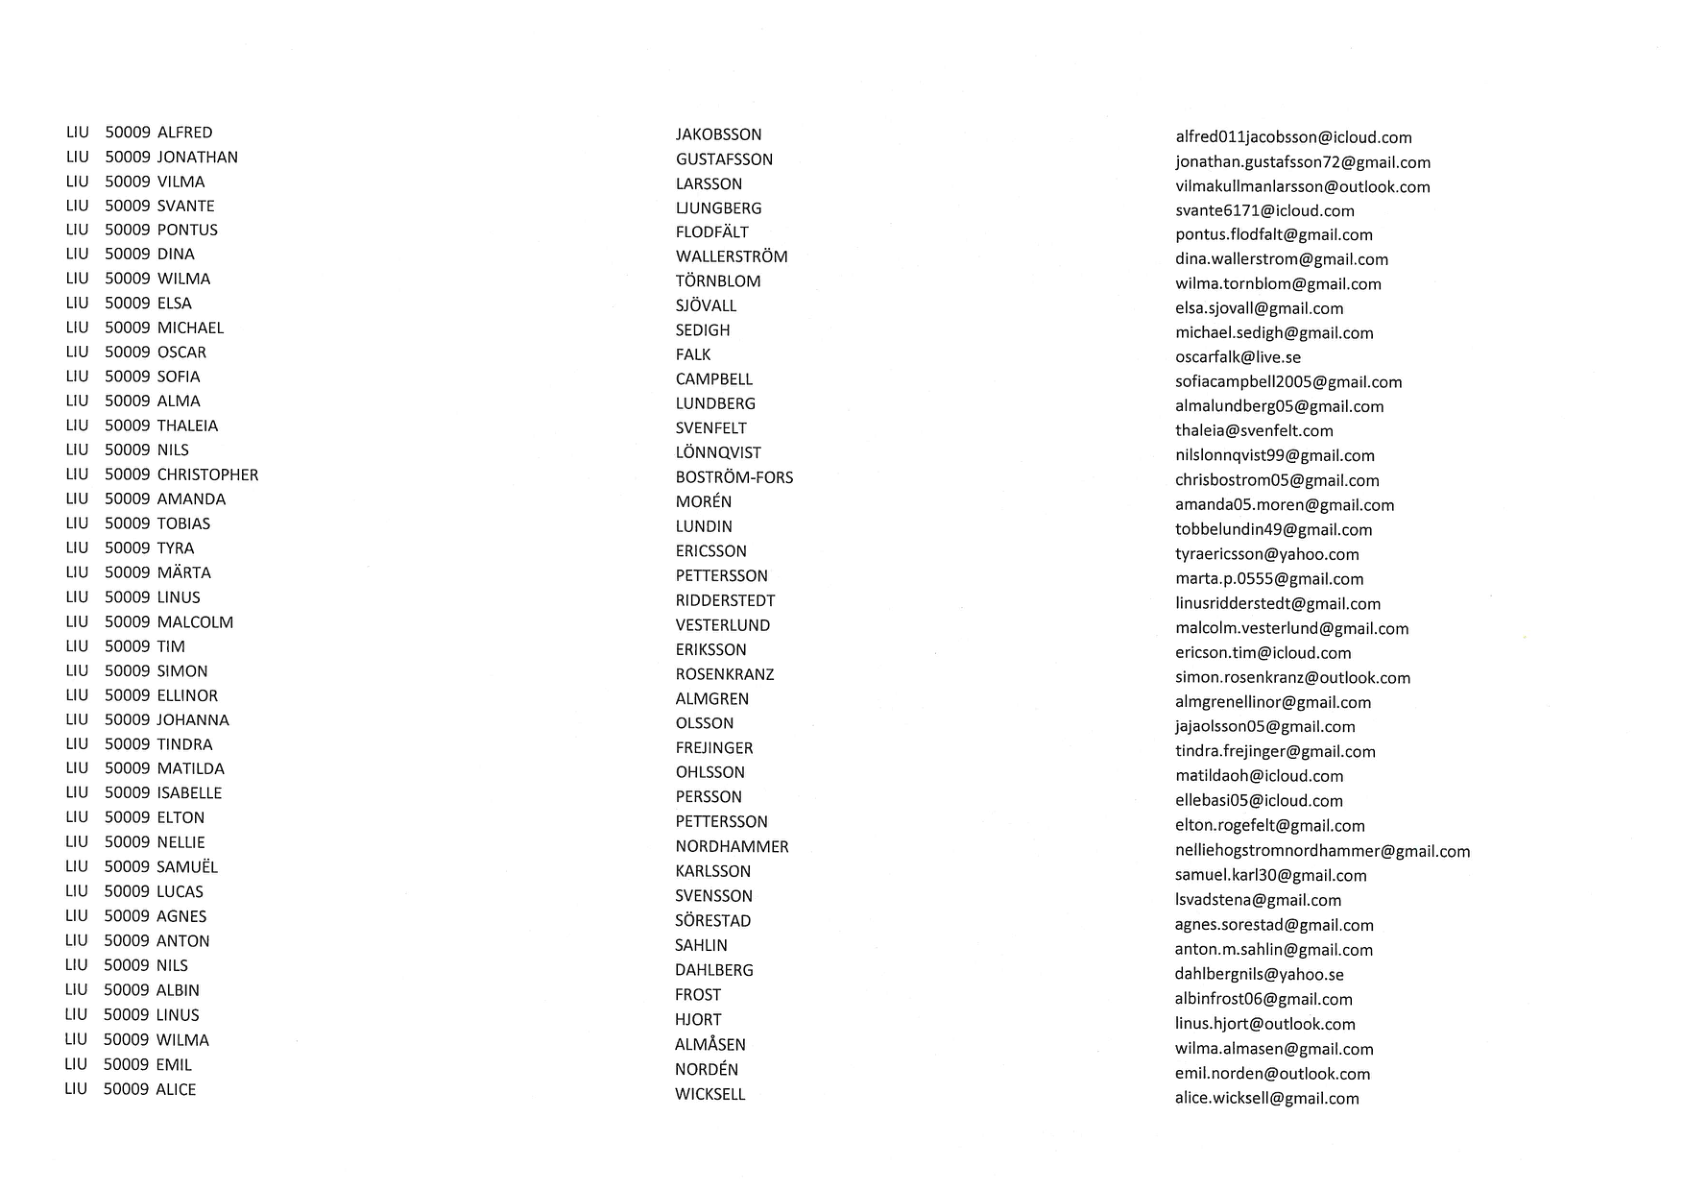 LIU 50009 ALFRED JAKOBSSON alfred011jacobsson@icloud.com
LIU 50009 JONATHAN GUSTAFSSON jonathan.gustafsson72@gmail.com
LIU 50009 VILMA LARSSON vilmakullmanlarsson@outlook.com
LIU 50009 SVANTE LJUNGBERG svante6171@icloud.com
LIU 50009 PONTUS FLODFÄLT pontus.flodfalt@gmail.com
LIU 50009 DINA WALLERSTRÖM dina.wallerstrom@gmail.com
LIU 50009 WILMA TÖRNBLOM wilma.tornblom@gmail.com
LIU 50009 ELSA SJÖVALL elsa.sjovall@gmail.com
LIU 50009 MICHAEL SEDIGH michael.sedigh@gmail.com
LIU 50009 OSCAR FALK oscarfalk@live.se
LIU 50009 SOFIA CAMPBELL sofiacampbell2005@gmail.com
LIU 50009 ALMA LUNDBERG almalundberg05@gmail.com
LIU 50009 THALEIA SVENFELT thaleia@svenfelt.com
LIU 50009 NILS LÖNNQVIST nilslonnqvist99@gmail.com
LIU 50009 CHRISTOPHER BOSTRÖM-FORS chrisbostrom05@gmail.com
LIU 50009 AMANDA MORÉN amanda05.moren@gmail.com
LIU 50009 TOBIAS LUNDIN tobbelundin49@gmail.com
LIU 50009 TYRA ERICSSON tyraericsson@yahoo.com
LIU 50009 MÄRTA PETTERSSON marta.p.0555@gmail.com
LIU 50009 LINUS RIDDERSTEDT linusridderstedt@gmail.com
LIU 50009 MALCOLM VESTERLUND malcolm.vesterlund@gmail.com
LIU 50009 TIM ERIKSSON ericson.tim@icloud.com
LIU 50009 SIMON ROSENKRANZ simon.rosenkranz@outlook.com
LIU 50009 ELLINOR ALMGREN almgrenellinor@gmail.com
LIU 50009 JOHANNA OLSSON jajaolsson05@gmail.com
LIU 50009 TINDRA FREJINGER tindra.frejinger@gmail.com
LIU 50009 MATILDA OHLSSON matildaoh@icloud.com
LIU 50009 ISABELLE PERSSON ellebasi05@icloud.com
LIU 50009 ELTON PETTERSSON elton.rogefelt@gmail.com
LIU 50009 NELLIE NORDHAMMER nelliehogstromnordhammer@gmail.com
LIU 50009 SAMUËL KARLSSON samuel.karl30@gmail.com
LIU 50009 LUCAS SVENSSON lsvadstena@gmail.com
LIU 50009 AGNES SÖRESTAD agnes.sorestad@gmail.com
LIU 50009 ANTON SAHLIN anton.m.sahlin@gmail.com
LIU 50009 NILS DAHLBERG dahlbergnils@yahoo.se
LIU 50009 ALBIN FROST albinfrost06@gmail.com
LIU 50009 LINUS HJORT linus.hjort@outlook.com
LIU 50009 WILMA ALMÅSEN wilma.almasen@gmail.com
LIU 50009 EMIL NORDÉN emil.norden@outlook.com
LIU 50009 ALICE WICKSELL alice.wicksell@gmail.com